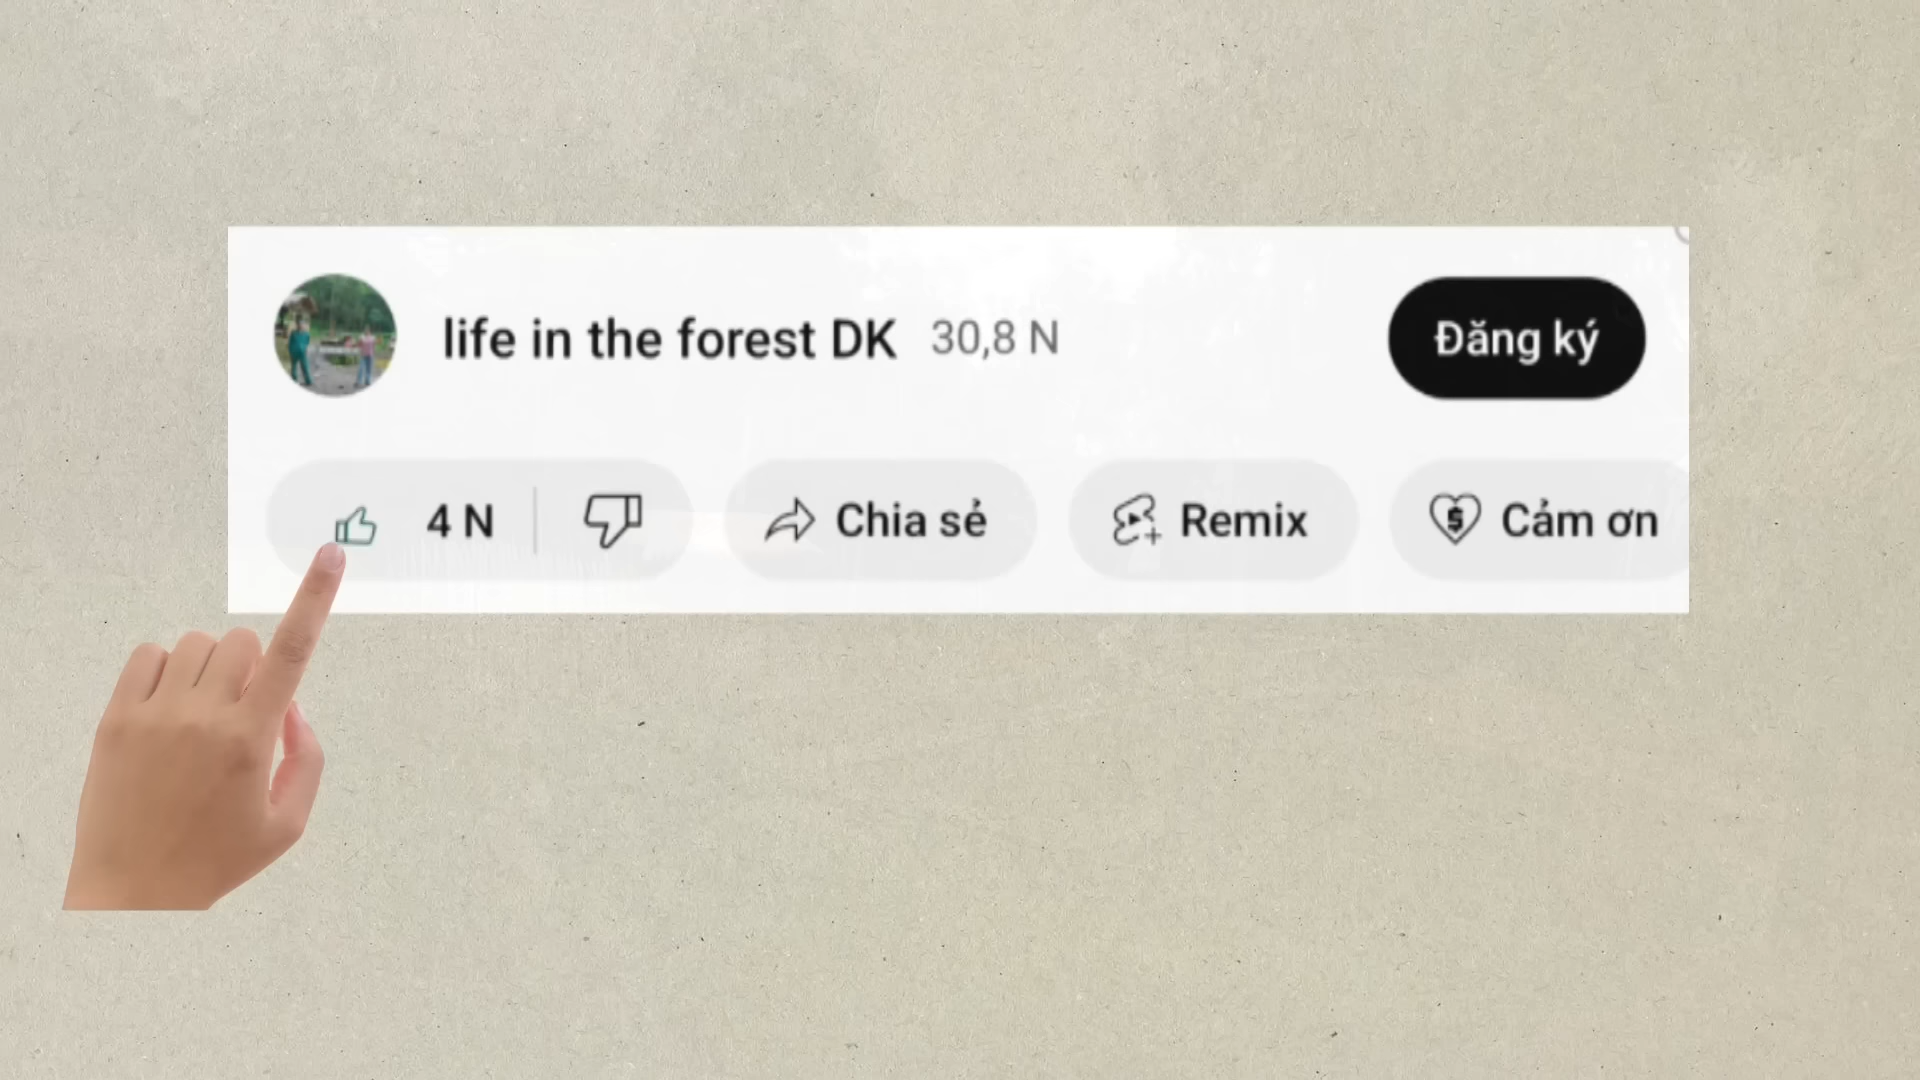 life in the forest DK 30,8 N Đăng ký
4 N Chia sẻ Remix Cảm ơn